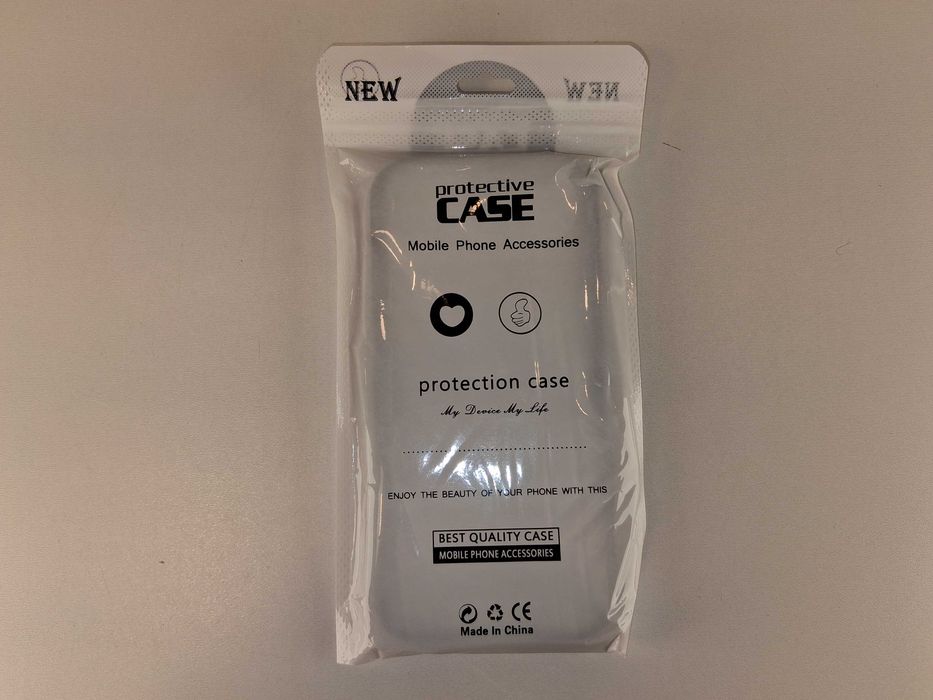 NEW
NEW
protective
CASE
Mobile Phone Accessories
protection case
My Device My Life
ENJOY THE BEAUTY OF YOUR PHONE WITH THIS
BEST QUALITY CASE
MOBILE PHONE ACCESSORIES
CE
Made In China